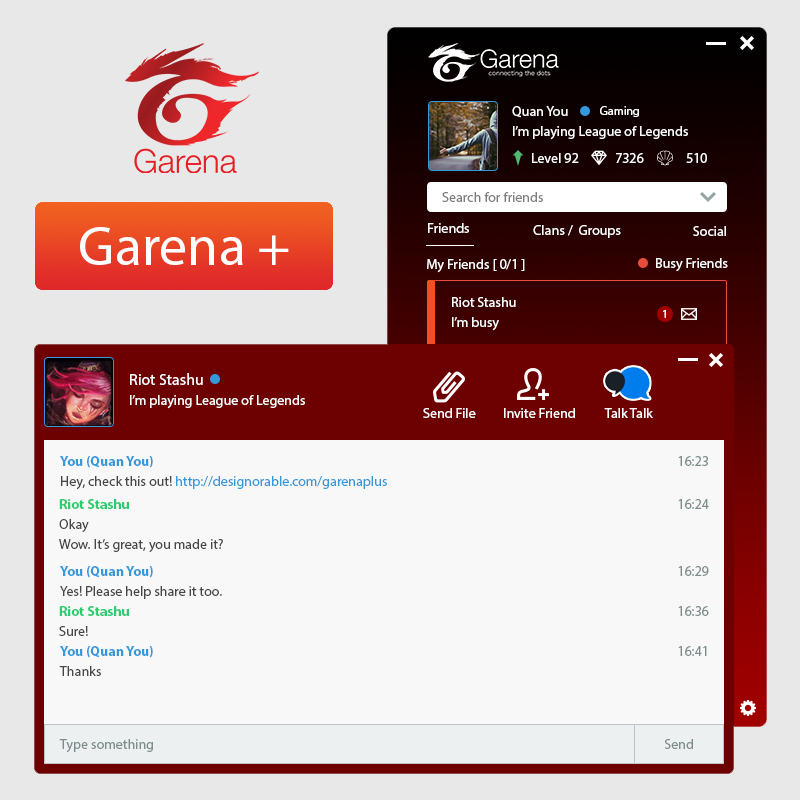 Garena
Garena +
Garena
connecting the dots
Quan You Gaming
I'm playing League of Legends
Level 92 7326 510
Search for friends
Friends Clans / Groups Social
My Friends [ 0/1 ] Busy Friends
Riot Stashu
I'm busy
1
Riot Stashu
I'm playing League of Legends
Send File Invite Friend Talk Talk
You (Quan You) 16:23
Hey, check this out! http://designorable.com/garenaplus
Riot Stashu 16:24
Okay
Wow. It's great, you made it?
You (Quan You) 16:29
Yes! Please help share it too.
Riot Stashu 16:36
Sure!
You (Quan You) 16:41
Thanks
Type something Send